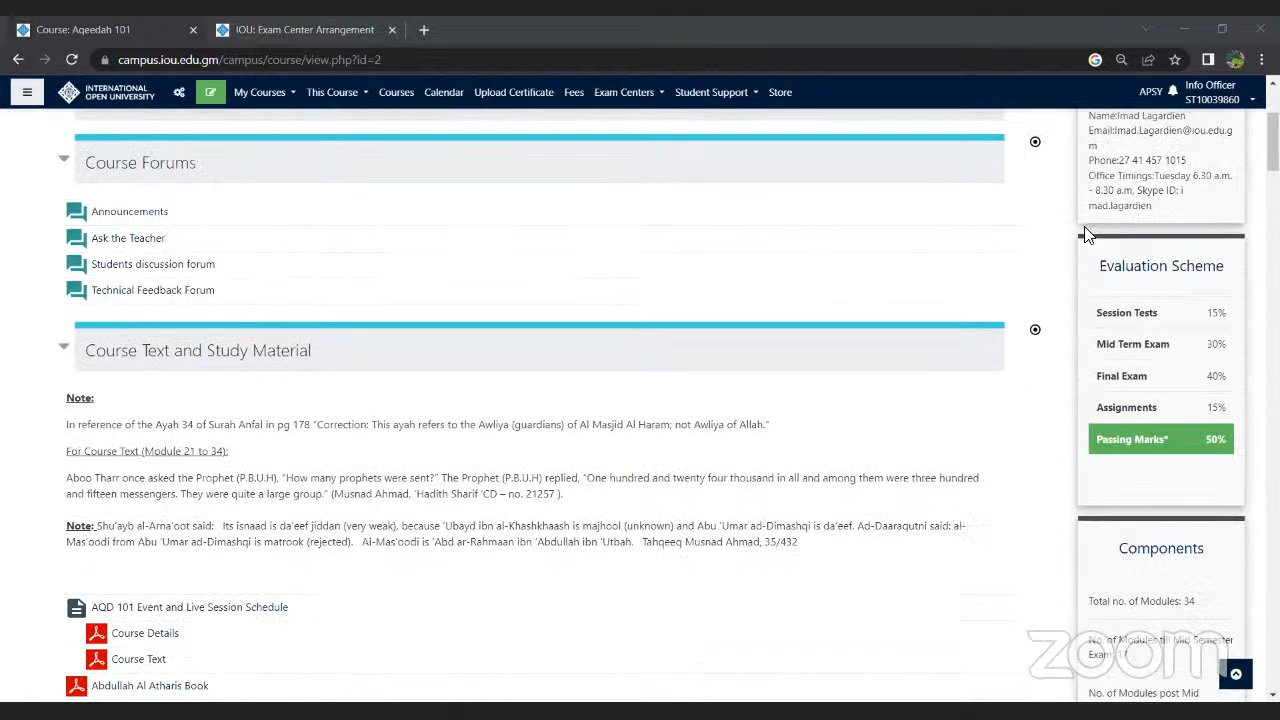 Course: Aqeedah 101
IOU: Exam Center Arrangement
campus.iou.edu.gm/campus/course/view.php?id=2
INTERNATIONAL
OPEN UNIVERSITY
My Courses
This Course
Courses
Calendar
Upload Certificate
Fees
Exam Centers
Student Support
Store
APSY
Info Officer
ST10039860
Name:Imad Lagardien
Email:Imad.Lagardien@iou.edu.g
m
Phone:27 41 457 1015
Office Timings:Tuesday 6.30 a.m.
- 8.30 a.m, Skype ID: i
mad.lagardien
Course Forums
Announcements
Ask the Teacher
Students discussion forum
Technical Feedback Forum
Evaluation Scheme
Session Tests 15%
Mid Term Exam 30%
Final Exam 40%
Assignments 15%
Passing Marks* 50%
Course Text and Study Material
Note:
In reference of the Ayah 34 of Surah Anfal in pg 178 "Correction: This ayah refers to the Awliya (guardians) of Al Masjid Al Haram; not Awliya of Allah."
For Course Text (Module 21 to 34):
Aboo Tharr once asked the Prophet (P.B.U.H), "How many prophets were sent?" The Prophet (P.B.U.H) replied, "One hundred and twenty four thousand in all and among them were three hundred
and fifteen messengers. They were quite a large group." (Musnad Ahmad, 'Hadith Sharif 'CD – no. 21257 ).
Note: Shu'ayb al-Arna'oot said: Its isnaad is da'eef jiddan (very weak), because 'Ubayd ibn al-Khashkhaash is majhool (unknown) and Abu 'Umar ad-Dimashqi is da'eef. Ad-Daaraqutni said: al-
Mas'oodi from Abu 'Umar ad-Dimashqi is matrook (rejected). Al-Mas'oodi is 'Abd ar-Rahmaan ibn 'Abdullah ibn 'Utbah. Tahqeeq Musnad Ahmad, 35/432
AQD 101 Event and Live Session Schedule
Course Details
Course Text
Abdullah Al Atharis Book
Components
Total no. of Modules: 34
No. of Modules till Mid Semester
Exam: 17
No. of Modules post Mid
zoom